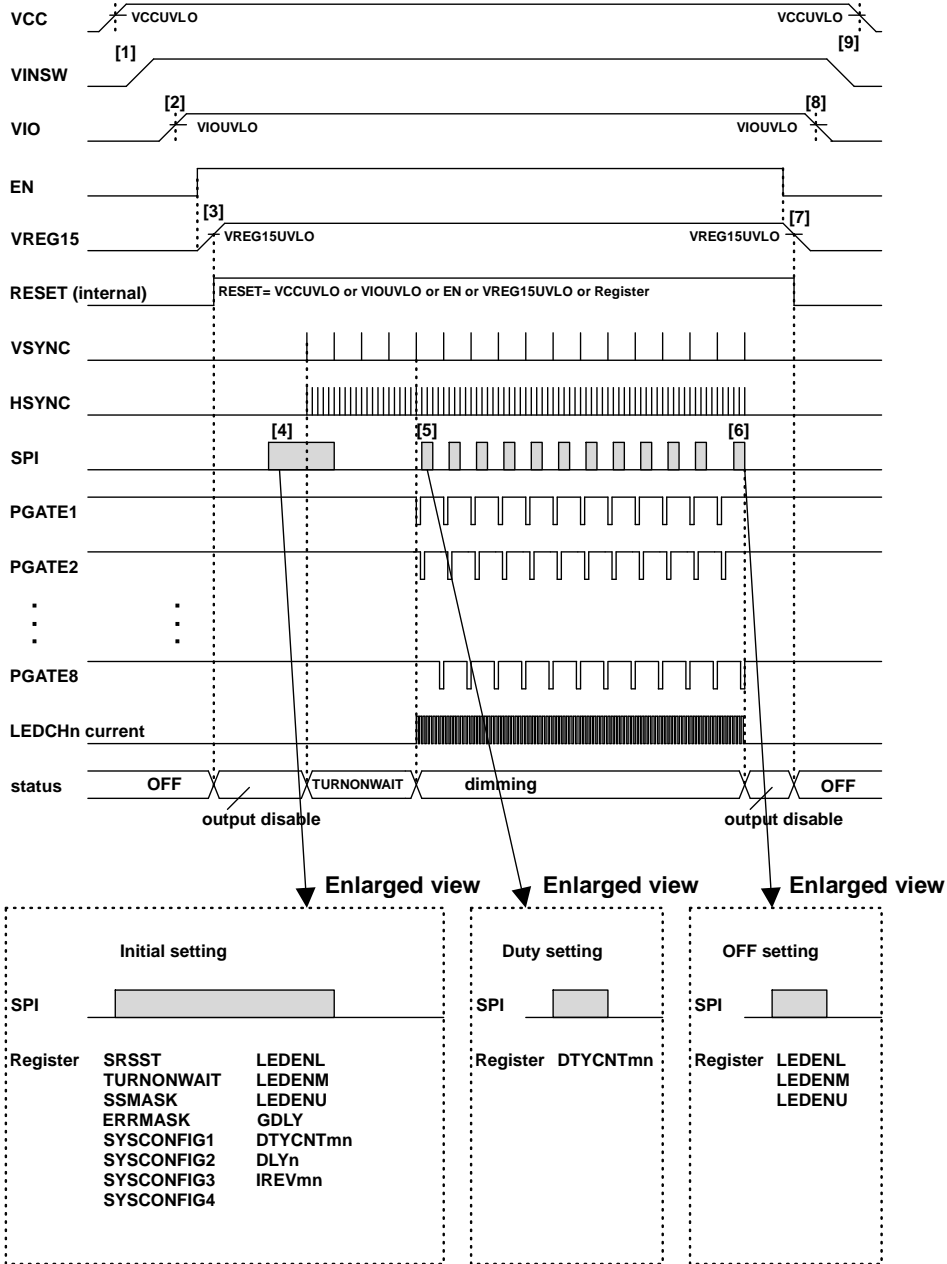 VCC
VCCUVLO
VCCUVLO
[1]
[9]
VINSW
[2]
[8]
VIO
VIOUVLO
VIOUVLO
EN
[3]
[7]
VREG15
VREG15UVLO
VREG15UVLO
RESET (internal)
RESET= VCCUVLO or VIOUVLO or EN or VREG15UVLO or Register
VSYNC
HSYNC
[4]
[5]
[6]
SPI
PGATE1
PGATE2
PGATE8
LEDCHn current
status
OFF
TURNONWAIT
dimming
OFF
output disable
output disable
Enlarged view
Enlarged view
Enlarged view
Initial setting
SPI
Register
SRSST
TURNONWAIT
SSMASK
ERRMASK
SYSCONFIG1
SYSCONFIG2
SYSCONFIG3
SYSCONFIG4
LEDENL
LEDENM
LEDENU
GDLY
DTYCNTmn
DLYn
IREVmn
Duty setting
SPI
Register DTYCNTmn
OFF setting
SPI
Register LEDENL
LEDENM
LEDENU